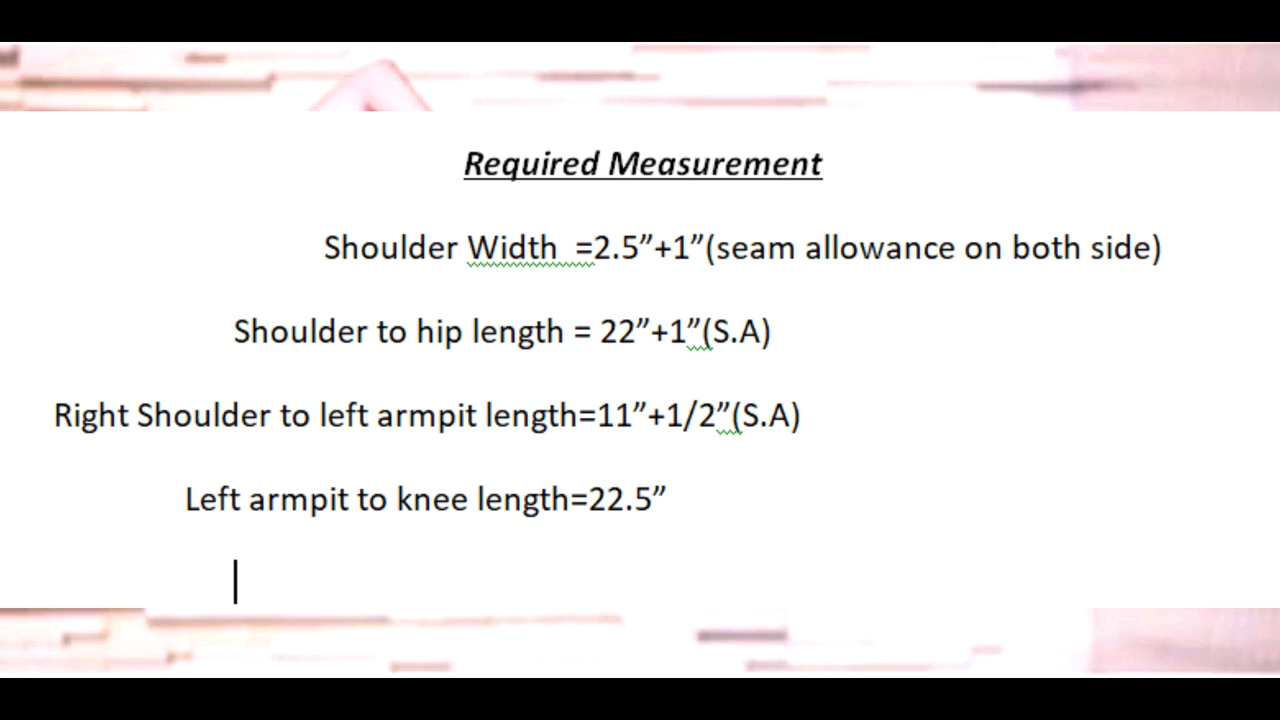 Required Measurement
Shoulder Width  =2.5”+1”(seam allowance on both side)
Shoulder to hip length = 22”+1”(S.A)
Right Shoulder to left armpit length=11”+1/2”(S.A)
Left armpit to knee length=22.5”